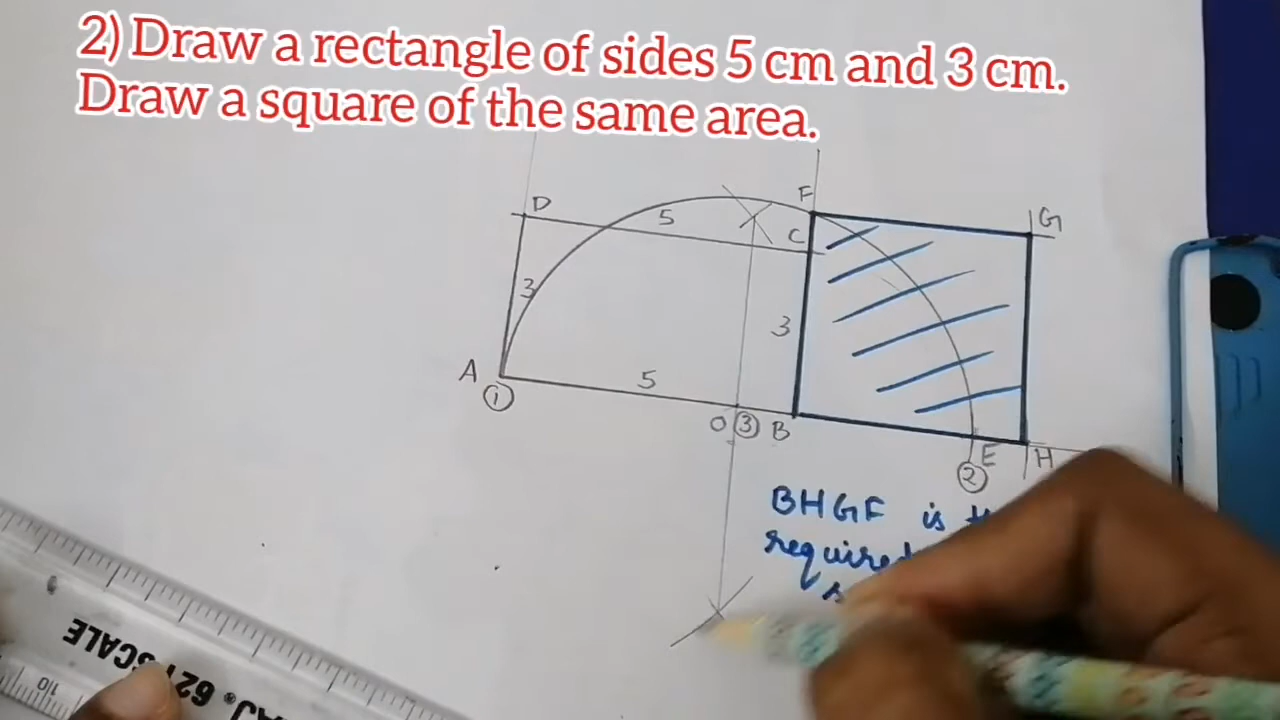 2) Draw a rectangle of sides 5 cm and 3 cm.
Draw a square of the same area.
F
D
G
5
C
3
3
A
5
1
O 3 B
E
H
2
BHGF is
required
SCALE
10